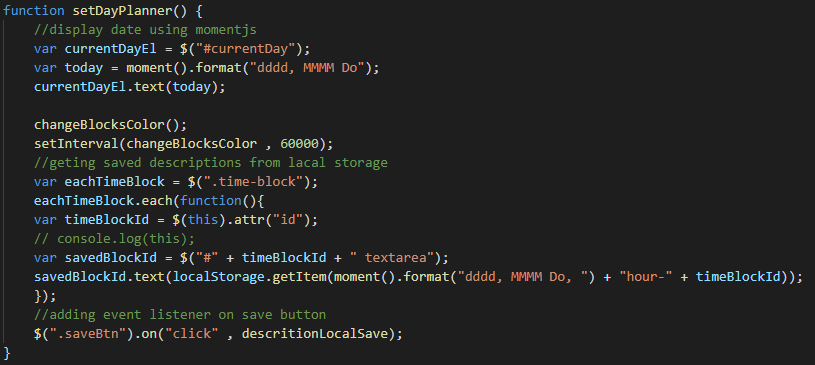 function setDayPlanner() {
//display date using momentjs
var currentDayEl = $("#currentDay");
var today = moment().format("dddd, MMMM Do");
currentDayEl.text(today);
changeBlocksColor();
setInterval(changeBlocksColor , 60000);
//geting saved descriptions from lacal storage
var eachTimeBlock = $(".time-block");
eachTimeBlock.each(function(){
var timeBlockId = $(this).attr("id");
// console.log(this);
var savedBlockId = $("#" + timeBlockId + " textarea");
savedBlockId.text(localStorage.getItem(moment().format("dddd, MMMM Do, ") + "hour-" + timeBlockId));
});
//adding event listener on save button
$(".saveBtn").on("click" , descritionLocalSave);
}